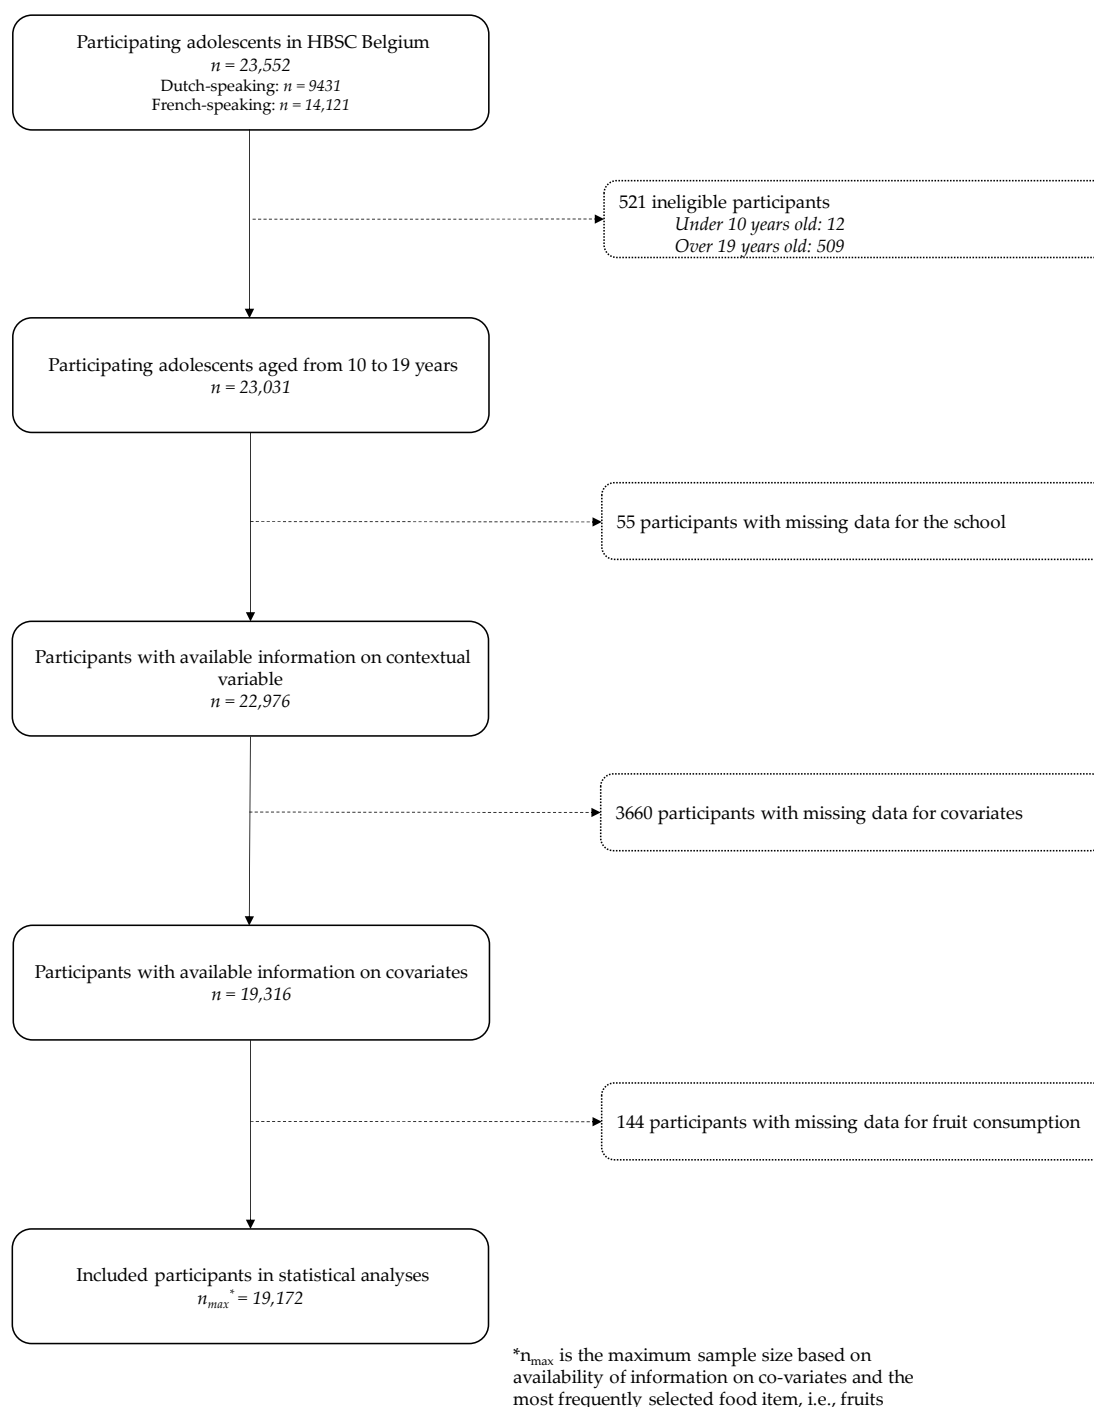 Participating adolescents in HBSC Belgium
n = 23,552
Dutch-speaking: n = 9431
French-speaking: n = 14,121
521 ineligible participants
Under 10 years old: 12
Over 19 years old: 509
Participating adolescents aged from 10 to 19 years
n = 23,031
55 participants with missing data for the school
Participants with available information on contextual
variable
n = 22,976
3660 participants with missing data for covariates
Participants with available information on covariates
n = 19,316
144 participants with missing data for fruit consumption
Included participants in statistical analyses
nmax* = 19,172
*nmax is the maximum sample size based on
availability of information on co-variates and the
most frequently selected food item, i.e., fruits